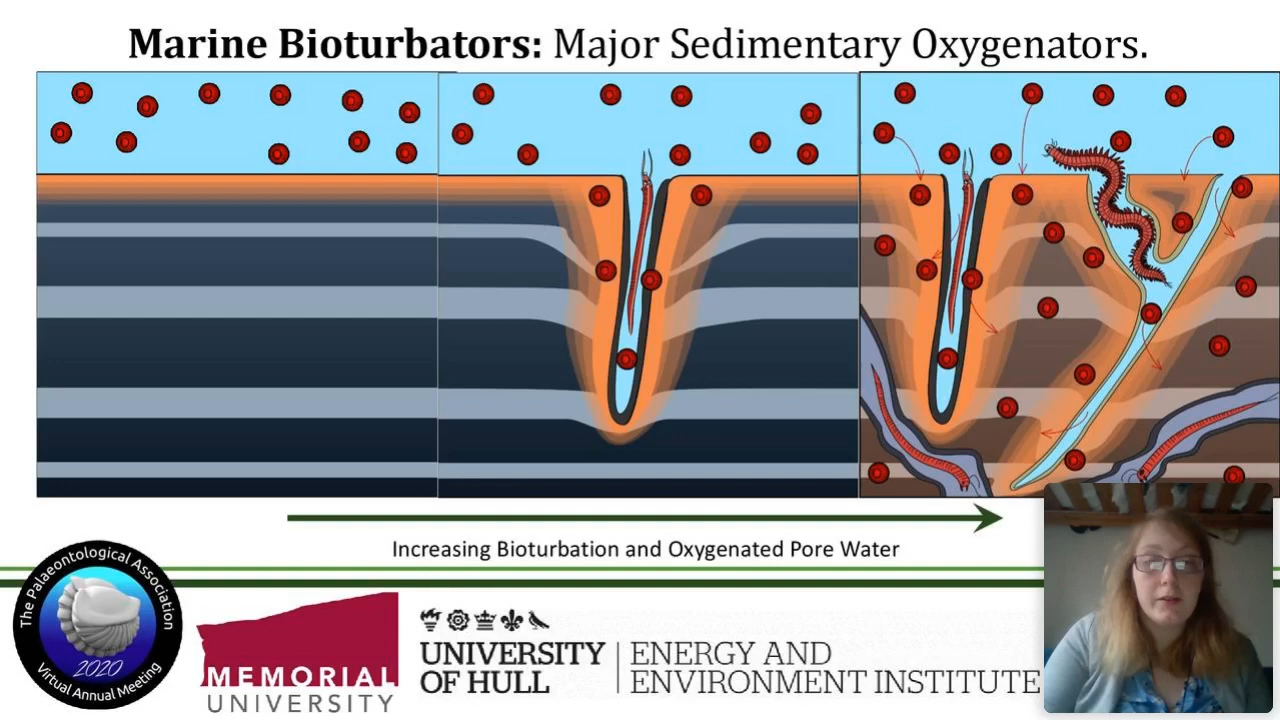 Marine Bioturbators: Major Sedimentary Oxygenators.
Increasing Bioturbation and Oxygenated Pore Water
The Palaeontological Association
2020
Virtual Annual Meeting
MEMORIAL
UNIVERSITY
UNIVERSITY
OF HULL
ENERGY AND
ENVIRONMENT INSTITUTE